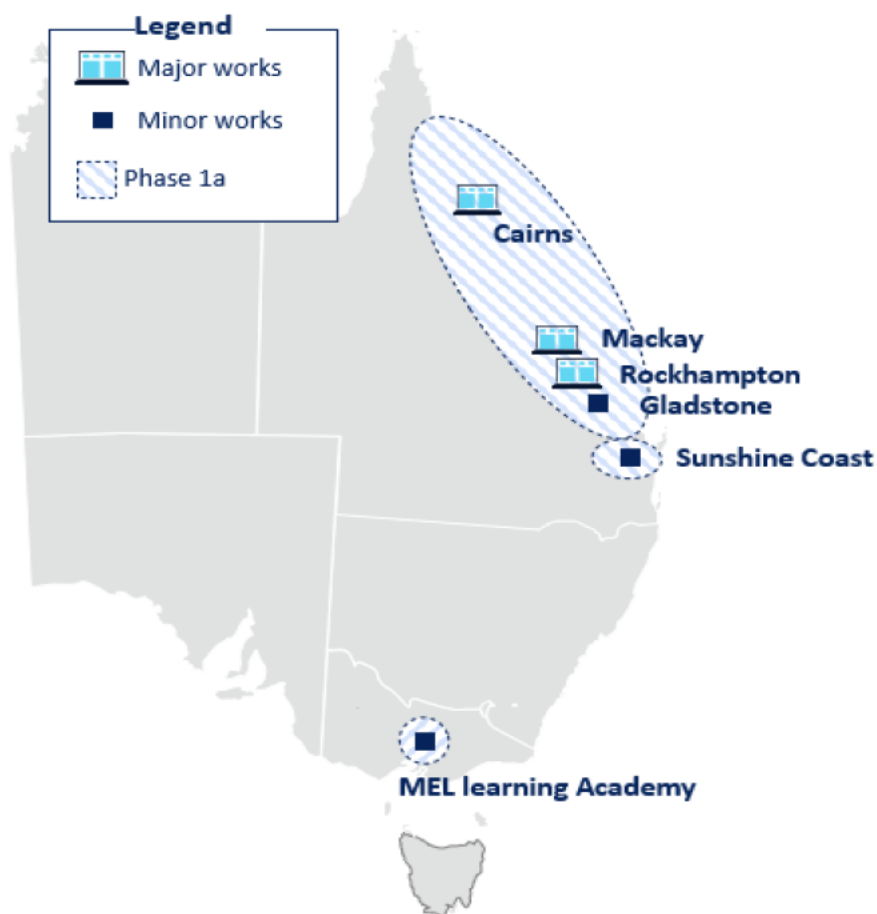 Legend
Major works
Minor works
Phase 1a
Cairns
Mackay
Rockhampton
Gladstone
Sunshine Coast
MEL learning Academy